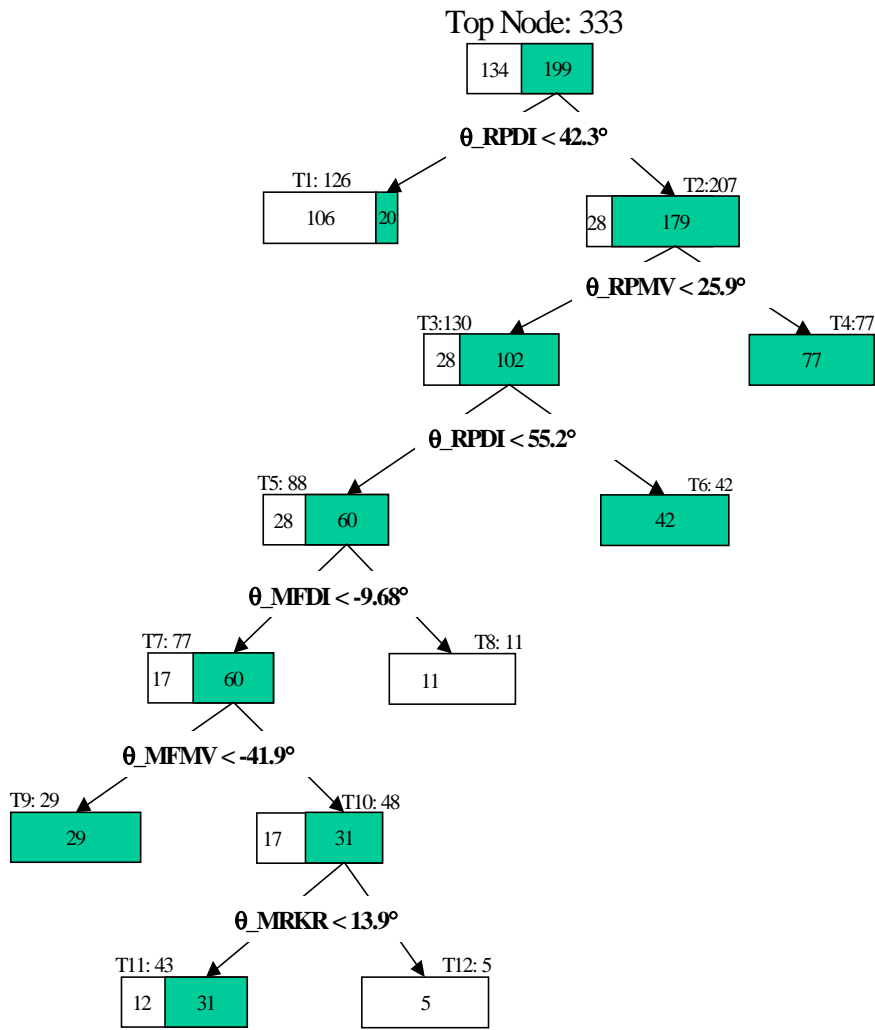 Top Node: 333
134 199
θ_RPDI < 42.3°
T1: 126 T2:207
106 20 28 179
θ_RPMV < 25.9°
T3:130 T4:77
28 102 77
θ_RPDI < 55.2°
T5: 88 T6: 42
28 60 42
θ_MFDI < -9.68°
T7: 77 T8: 11
17 60 11
θ_MFMV < -41.9°
T9: 29 T10: 48
29 17 31
θ_MRKR < 13.9°
T11: 43 T12: 5
12 31 5